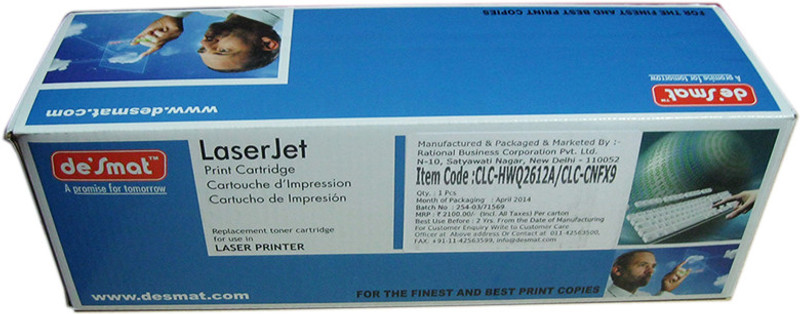 FOR THE FINEST AND BEST PRINT COPIES
www.desmat.com
de'smat™
A promise for tomorrow
de'smat™
A promise for tomorrow
LaserJet
Print Cartridge
Cartouche d'Impression
Cartucho de Impresión
Replacement toner cartridge
for use in
LASER PRINTER
www.desmat.com
Manufactured & Packaged & Marketed By :-
Rational Business Corporation Pvt. Ltd.
N-10, Satyawati Nagar, New Delhi - 110052
Item Code :CLC-HWQ2612A/CLC-CNFX9
Qty. : 1 Pcs
Month of Packaging : April 2014
Batch No : 254-03/71569
MRP : ₹ 2100.00/- (Incl. All Taxes) Per carton
Best Use Before : 2 Yrs. From the Date of Manufacturing
For Customer Enquiry Write to Customer Care
Officer at Above address Or Contact at 011-42563500,
FAX: +91-11-42563599, info@desmat.com
FOR THE FINEST AND BEST PRINT COPIES